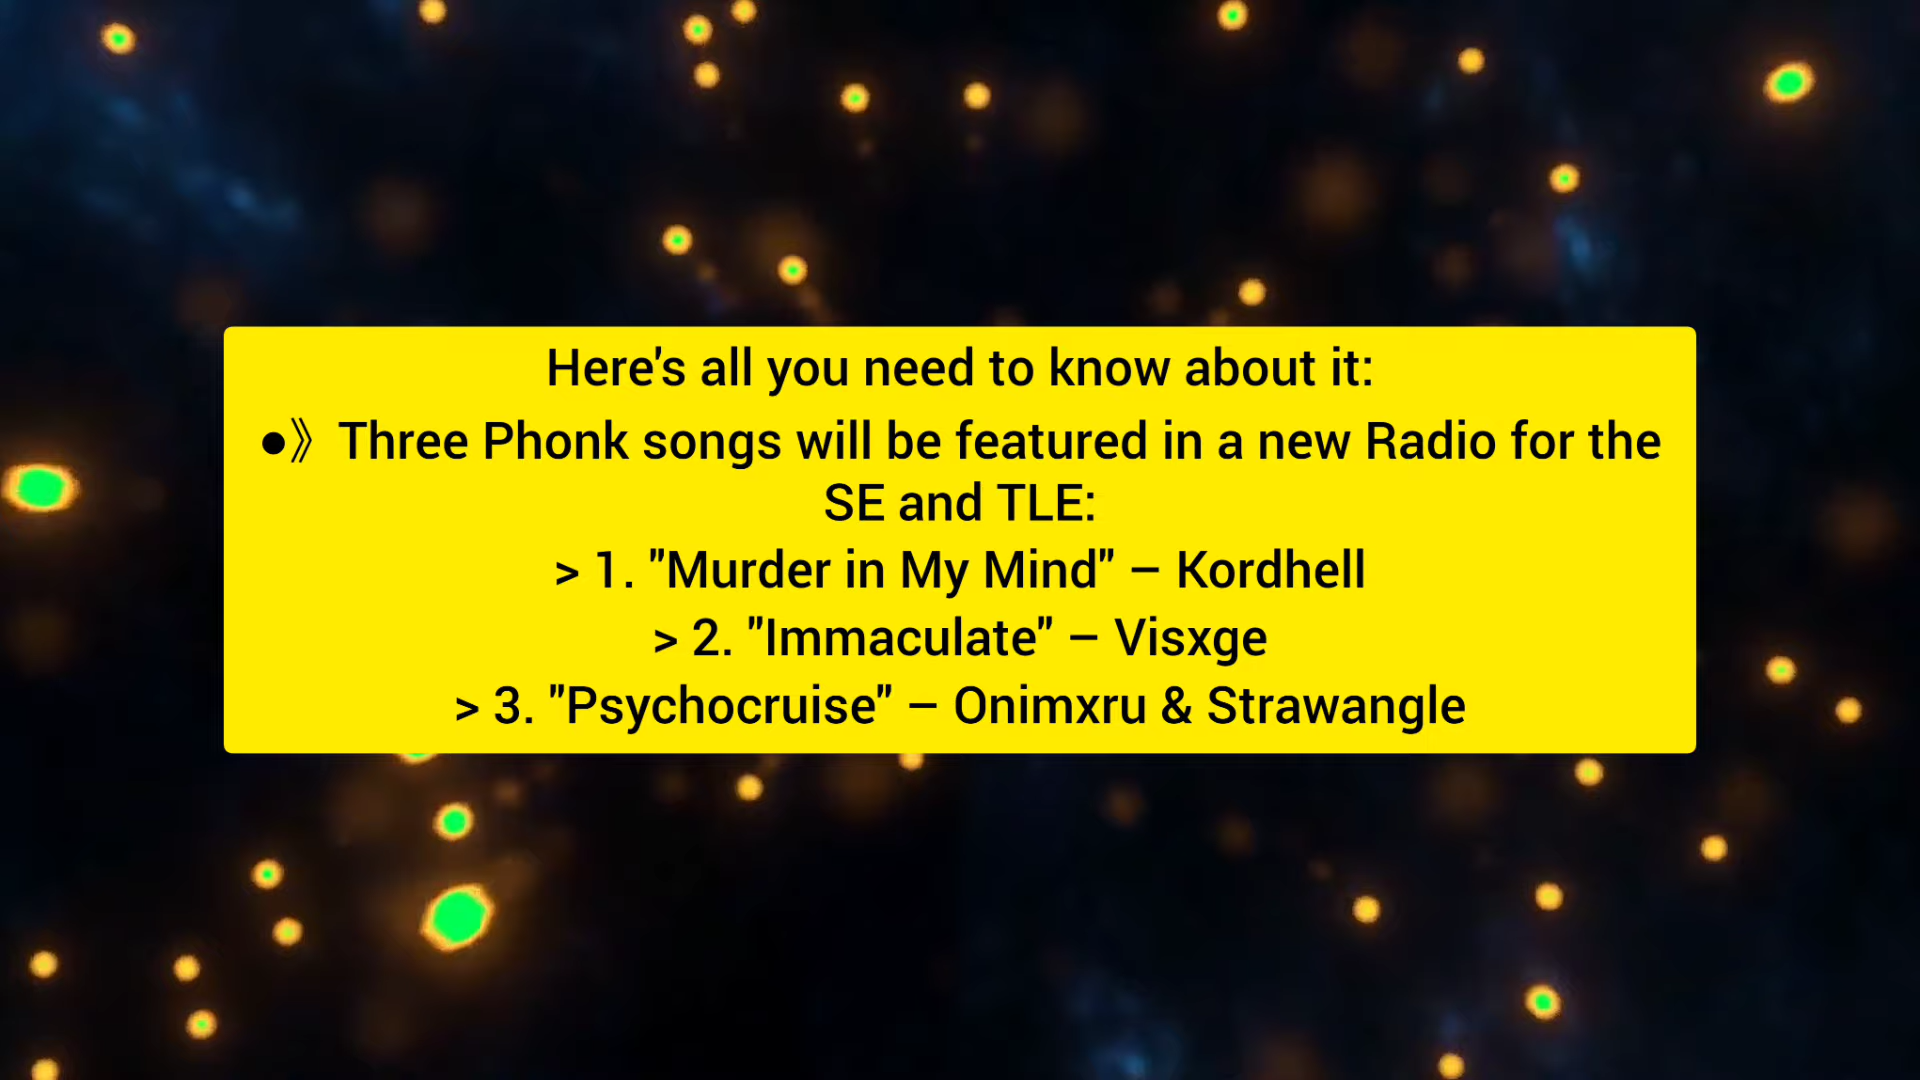 Here's all you need to know about it:
●》 Three Phonk songs will be featured in a new Radio for the
SE and TLE:
> 1. "Murder in My Mind" – Kordhell
> 2. "Immaculate" – Visxge
> 3. "Psychocruise" – Onimxru & Strawangle